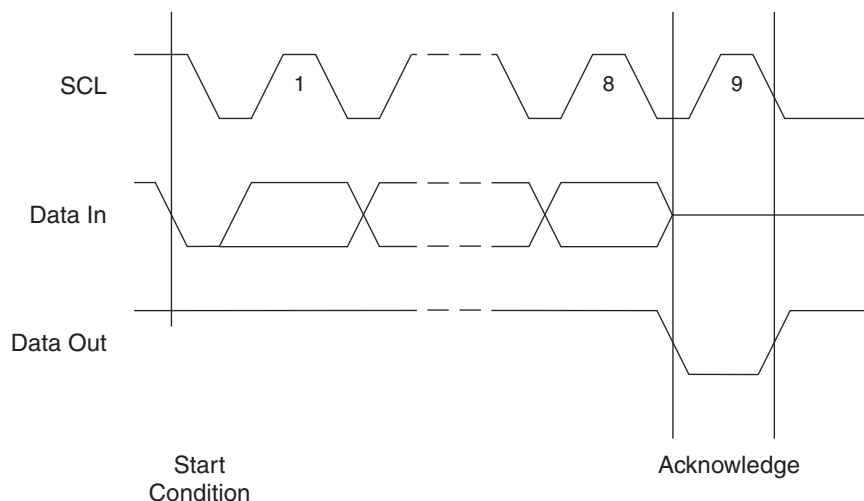 SCL
1
8
9
Data In
Data Out
Start
Condition
Acknowledge